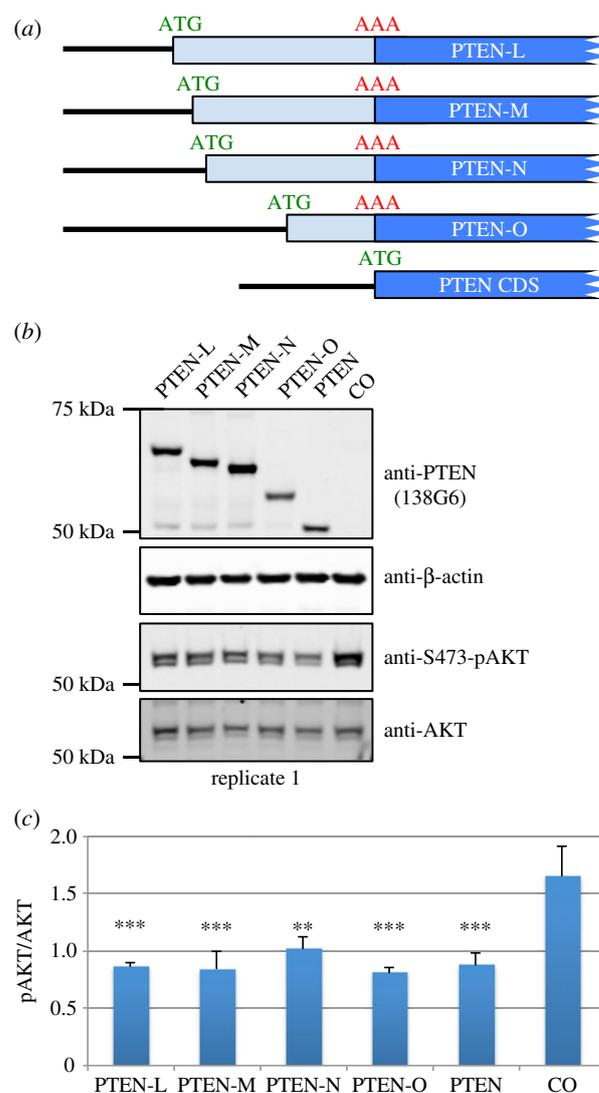 (a)
ATG AAA
PTEN-L
ATG AAA
PTEN-M
ATG AAA
PTEN-N
ATG AAA
PTEN-O
ATG
PTEN CDS
(b)
PTEN-L PTEN-M PTEN-N PTEN-O PTEN CO
75 kDa
anti-PTEN
(138G6)
50 kDa
anti-β-actin
anti-S473-pAKT
50 kDa
anti-AKT
50 kDa
replicate 1
(c)
2.0
1.5
*** *** ** *** ***
1.0
0.5
0
pAKT/AKT
PTEN-L PTEN-M PTEN-N PTEN-O PTEN CO